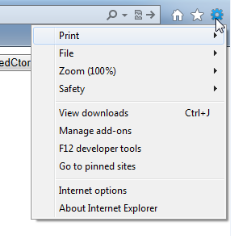 Print
File
Zoom (100%)
Safety
edCtor
View downloads Ctrl+J
Manage add-ons
F12 developer tools
Go to pinned sites
Internet options
About Internet Explorer